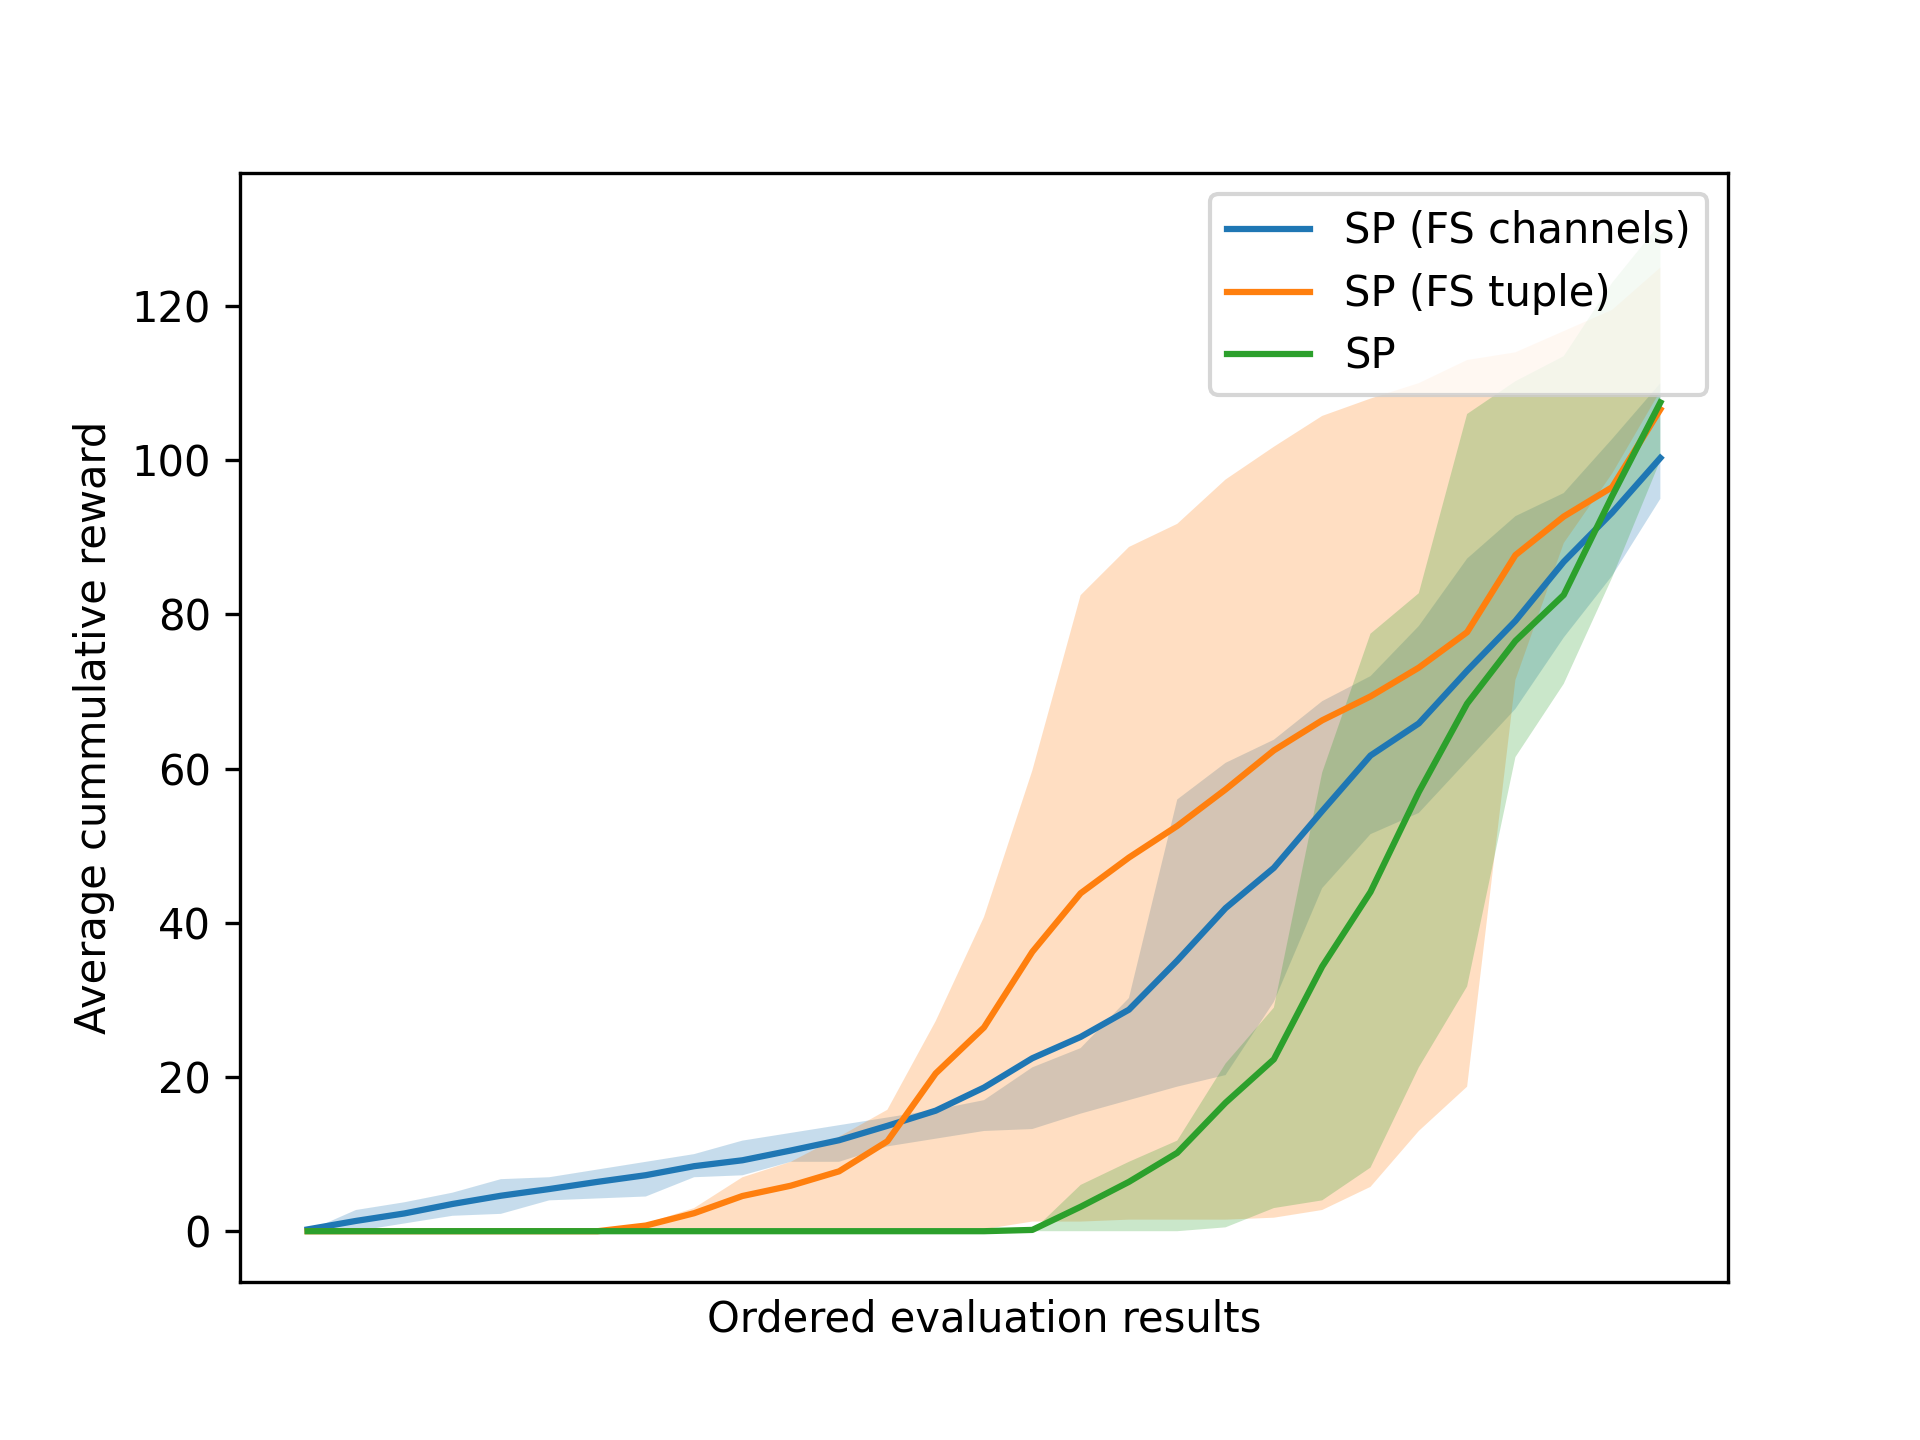 SP (FS channels)
SP (FS tuple)
SP
120
100
80
60
40
20
0
Average cummulative reward
Ordered evaluation results